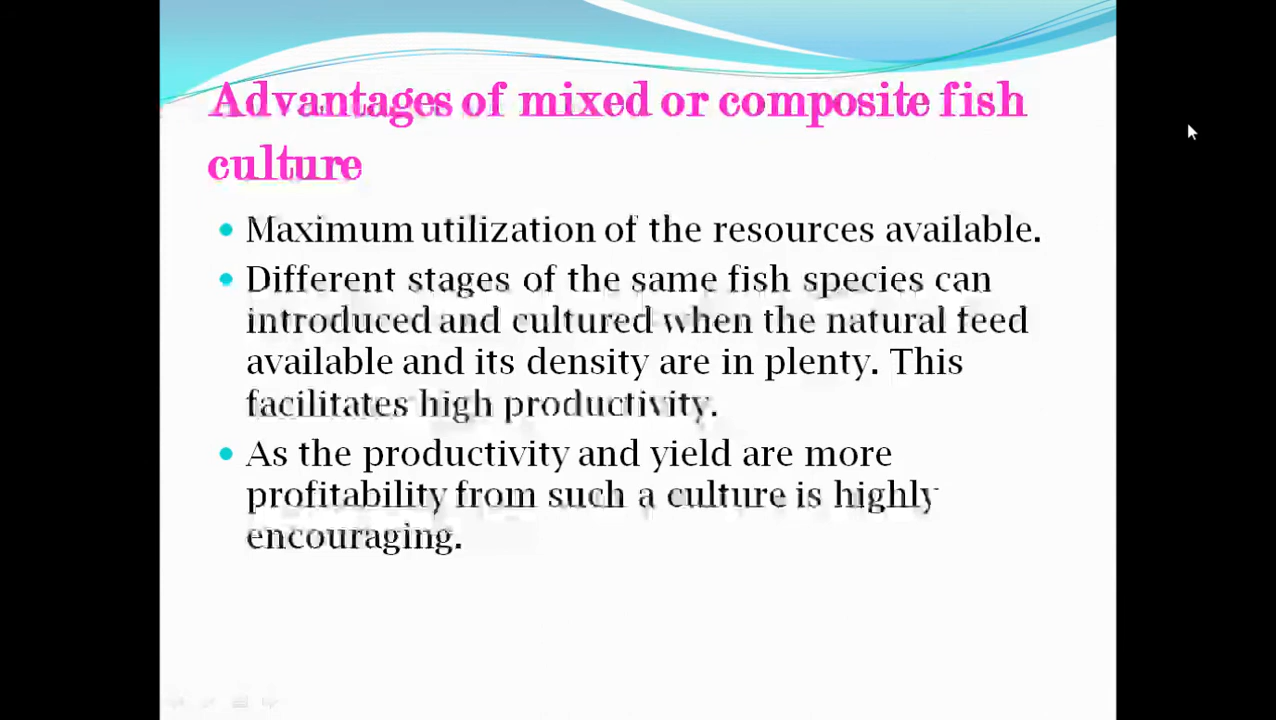 Advantages of mixed or composite fish
culture
Maximum utilization of the resources available.
Different stages of the same fish species can
introduced and cultured when the natural feed
available and its density are in plenty. This
facilitates high productivity.
As the productivity and yield are more
profitability from such a culture is highly
encouraging.